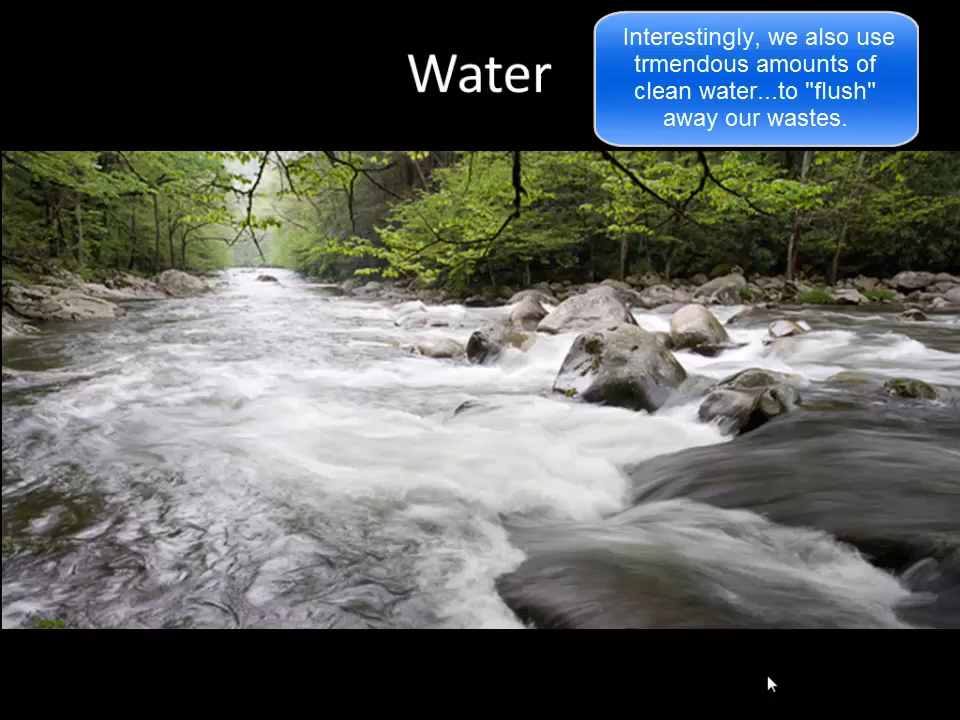 Water
Interestingly, we also use
trmendous amounts of
clean water...to "flush"
away our wastes.